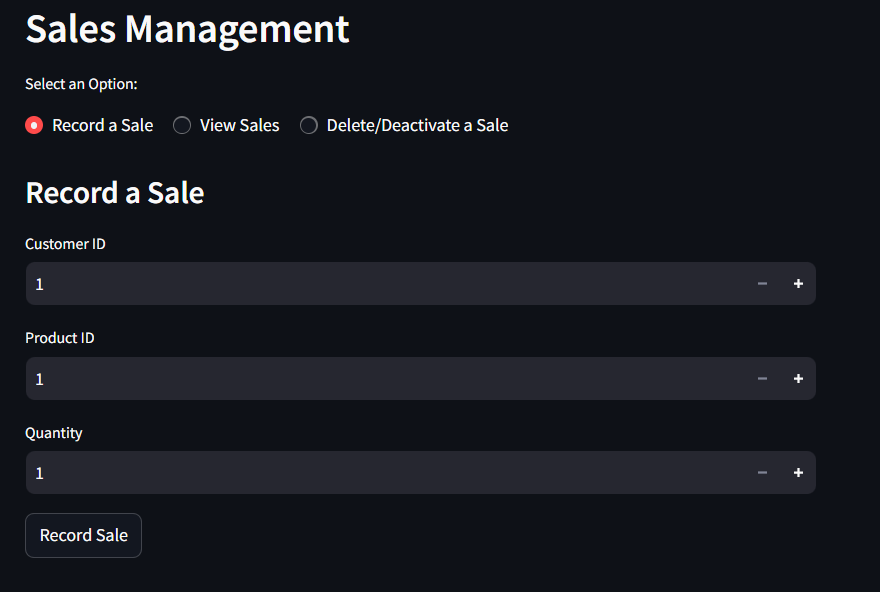 Sales Management
Select an Option:
Record a Sale View Sales Delete/Deactivate a Sale
Record a Sale
Customer ID
1
Product ID
1
Quantity
1
Record Sale